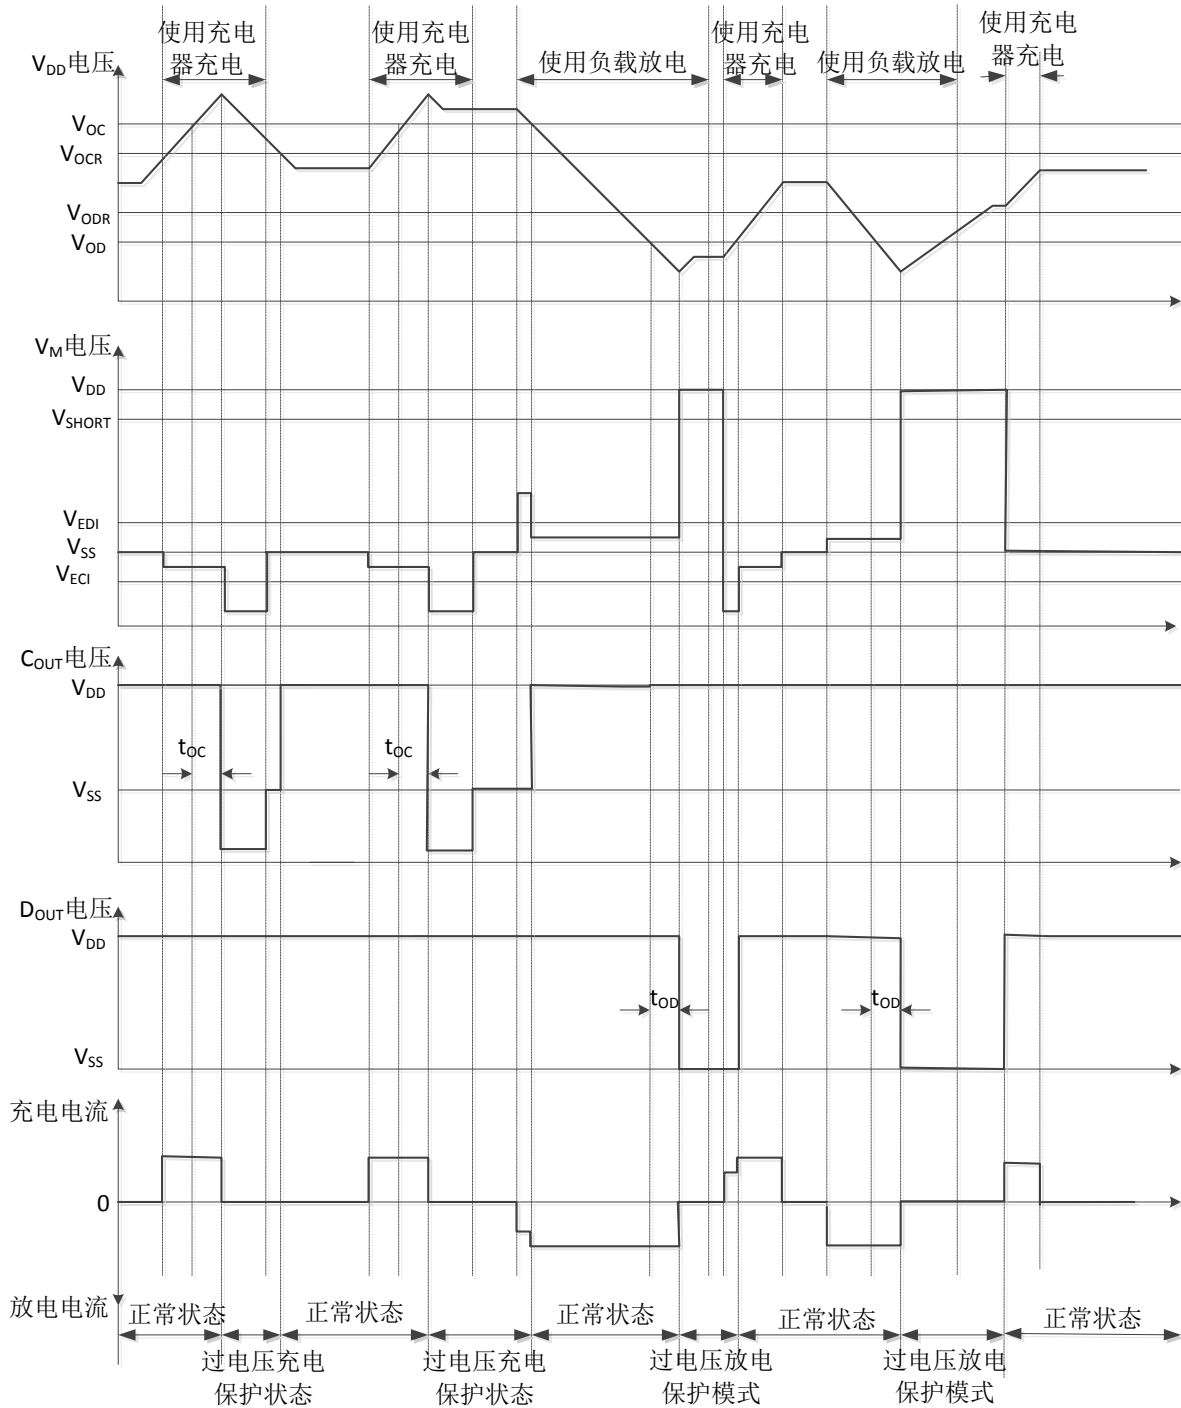 使用充电
器充电
使用充电
器充电
使用负载放电
使用充电
器充电
使用负载放电
使用充电
器充电
VDD电压
VOC
VOCR
VODR
VOD
VM电压
VDD
VSHORT
VEDI
VSS
VECI
COUT电压
VDD
tOC
tOC
VSS
DOUT电压
VDD
tOD
tOD
VSS
充电电流
0
放电电流
正常状态
正常状态
正常状态
正常状态
正常状态
过电压充电
保护状态
过电压充电
保护状态
过电压放电
保护模式
过电压放电
保护模式